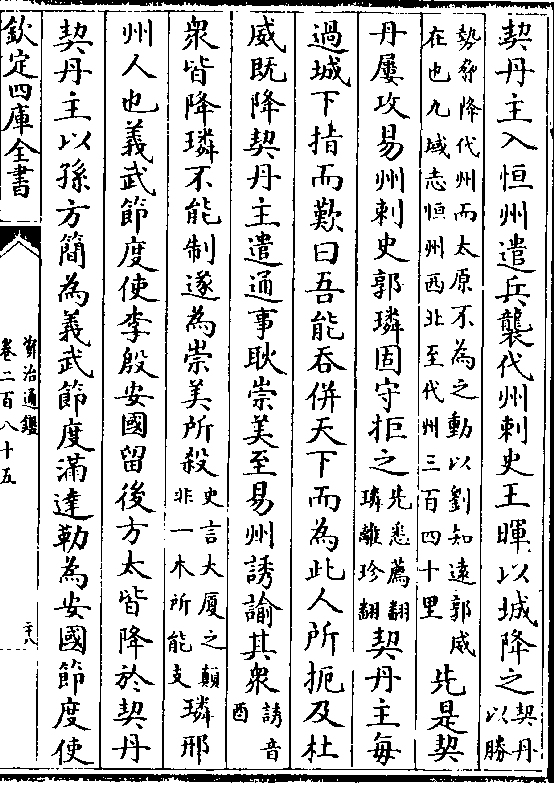 契丹主入恒州遣兵襲代州刺史王暉以城降之契丹以勝
勢脅降代州而太原不為之動以劉知遠郭威在也九域志恒州西北至代州三百四十里先是契
丹屢攻易州刺史郭璘固守拒之先悉薦翻璘離珍翻契丹主每
過城下指而歎曰吾能吞併天下而為此人所扼及杜
威既降契丹主遣通事耿崇美至易州誘諭其衆誘音酉
衆皆降璘不能制遂為崇美所殺史言大厦之顛非一木所能支璘邢
州人也義武節度使李殷安國留後方太皆降於契丹
契丹主以孫方簡為義武節度滿達勒為安國節度使
欽定四庫全書
資治通鑑
卷二百八十五
二十八